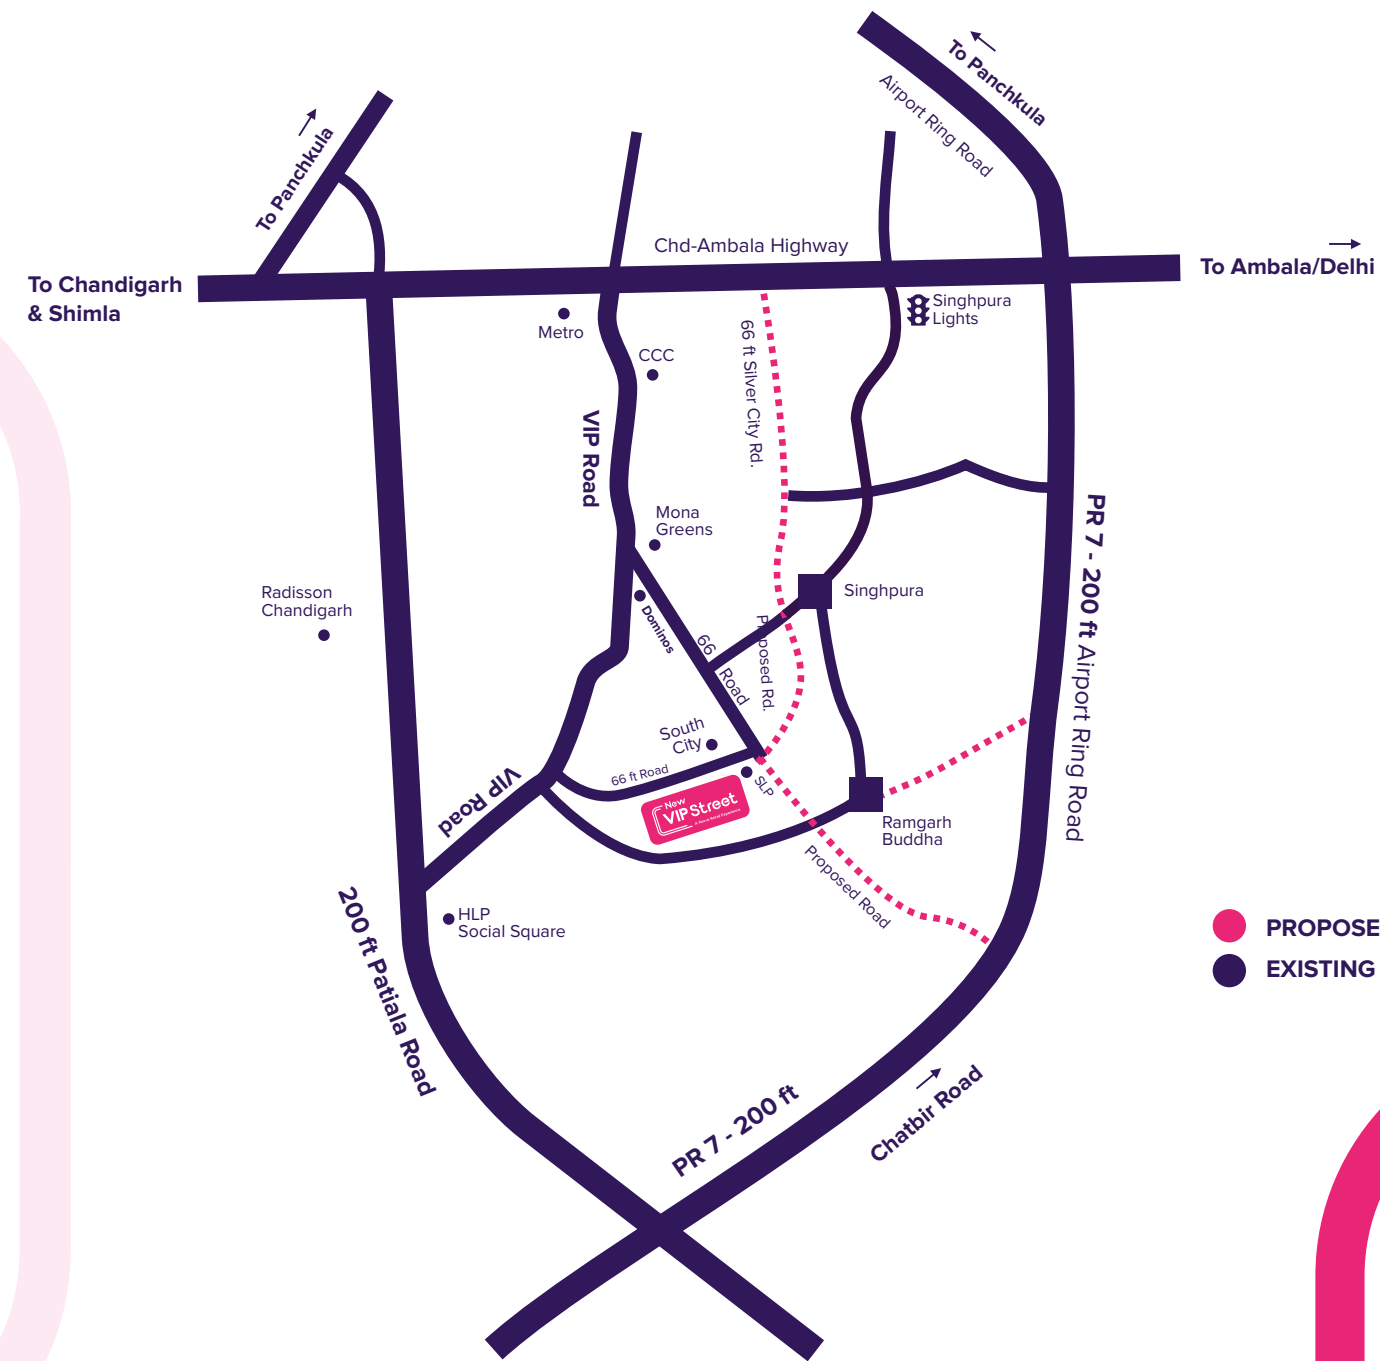 To Panchkula
Airport Ring Road
To Panchkula
Chd-Ambala Highway
To Ambala/Delhi
To Chandigarh
& Shimla
Singhpura
Lights
Metro
66 ft Silver City Rd.
CCC
VIP Road
Mona
Greens
PR 7 - 200 ft Airport Ring Road
Radisson
Chandigarh
Singhpura
Dominos
66
Road
Proposed Rd.
South
City
66 ft Road
SLP
New
VIP Street
VIP Road
Ramgarh
Buddha
Proposed Road
HLP
Social Square
200 ft Patiala Road
PROPOSE
EXISTING
PR 7 - 200 ft
Chatbir Road